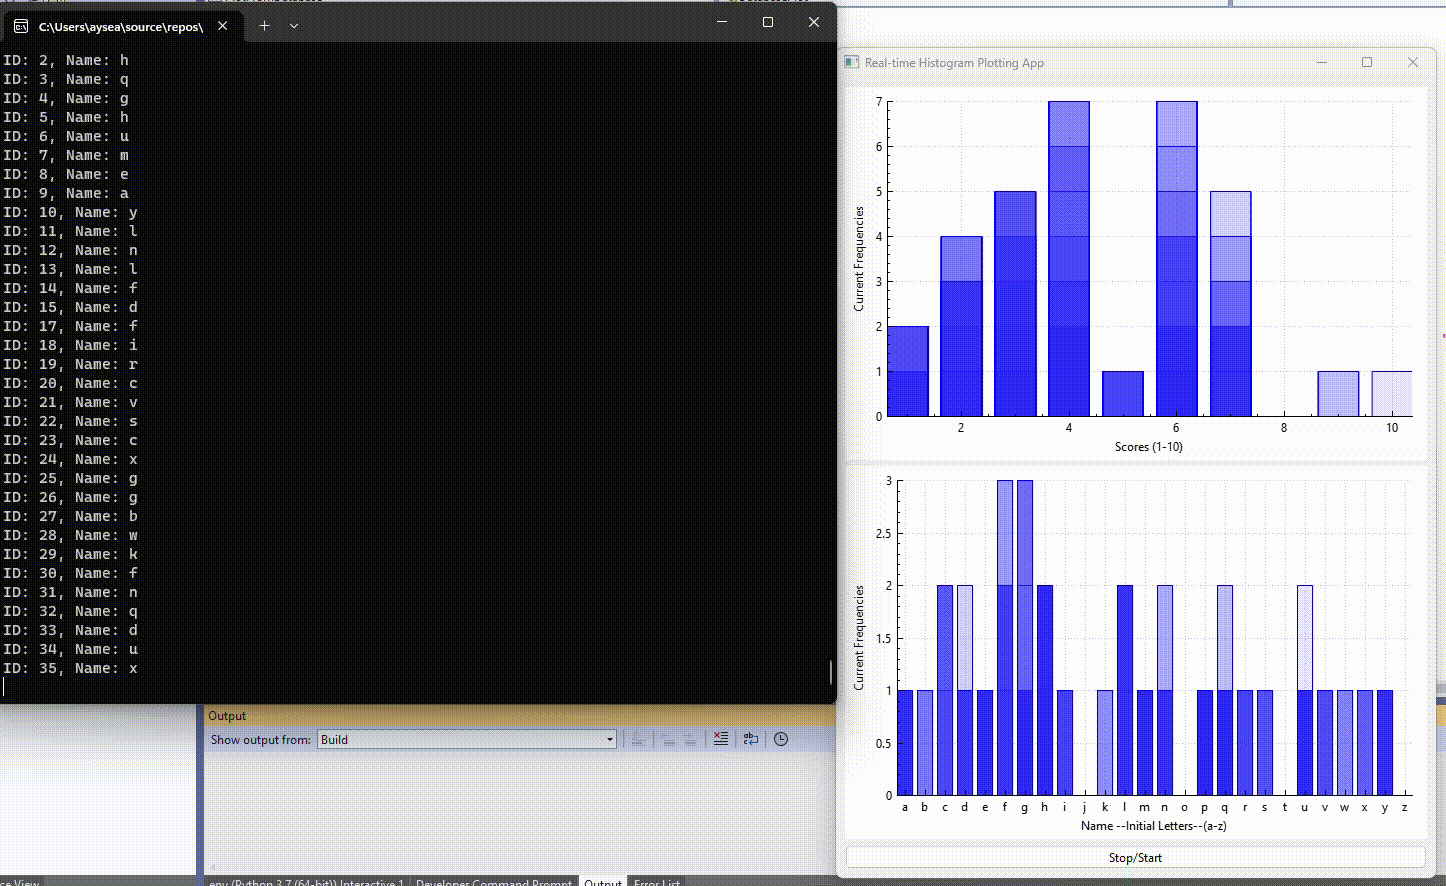 C:\Users\aysea\source\repos\
ID: 2, Name: h
ID: 3, Name: q
ID: 4, Name: g
ID: 5, Name: h
ID: 6, Name: u
ID: 7, Name: m
ID: 8, Name: e
ID: 9, Name: a
ID: 10, Name: y
ID: 11, Name: l
ID: 12, Name: n
ID: 13, Name: l
ID: 14, Name: f
ID: 15, Name: d
ID: 17, Name: f
ID: 18, Name: i
ID: 19, Name: r
ID: 20, Name: c
ID: 21, Name: v
ID: 22, Name: s
ID: 23, Name: c
ID: 24, Name: x
ID: 25, Name: g
ID: 26, Name: g
ID: 27, Name: b
ID: 28, Name: w
ID: 29, Name: k
ID: 30, Name: f
ID: 31, Name: n
ID: 32, Name: q
ID: 33, Name: d
ID: 34, Name: u
ID: 35, Name: x
Output
Show output from: Build
ce View
env (Python 3.7 (64-bit)) Interactive 1 Developer Command Prompt Output Error List
Real-time Histogram Plotting App
7
6
5
4
3
2
1
0
Current Frequencies
2 4 6 8 10
Scores (1-10)
3
2.5
2
1.5
1
0.5
0
Current Frequencies
a b c d e f g h i j k l m n o p q r s t u v w x y z
Name --Initial Letters--(a-z)
Stop/Start